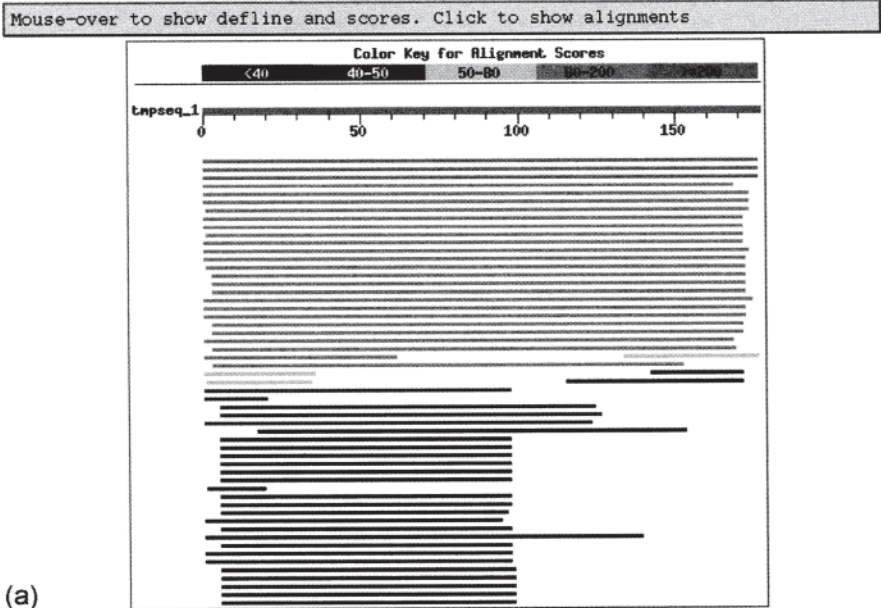 Mouse-over to show defline and scores. Click to show alignments
Color Key for Alignment Scores
<40 40-50 50-80 80-200 >=200
tmpseq_1
0 50 100 150
(a)